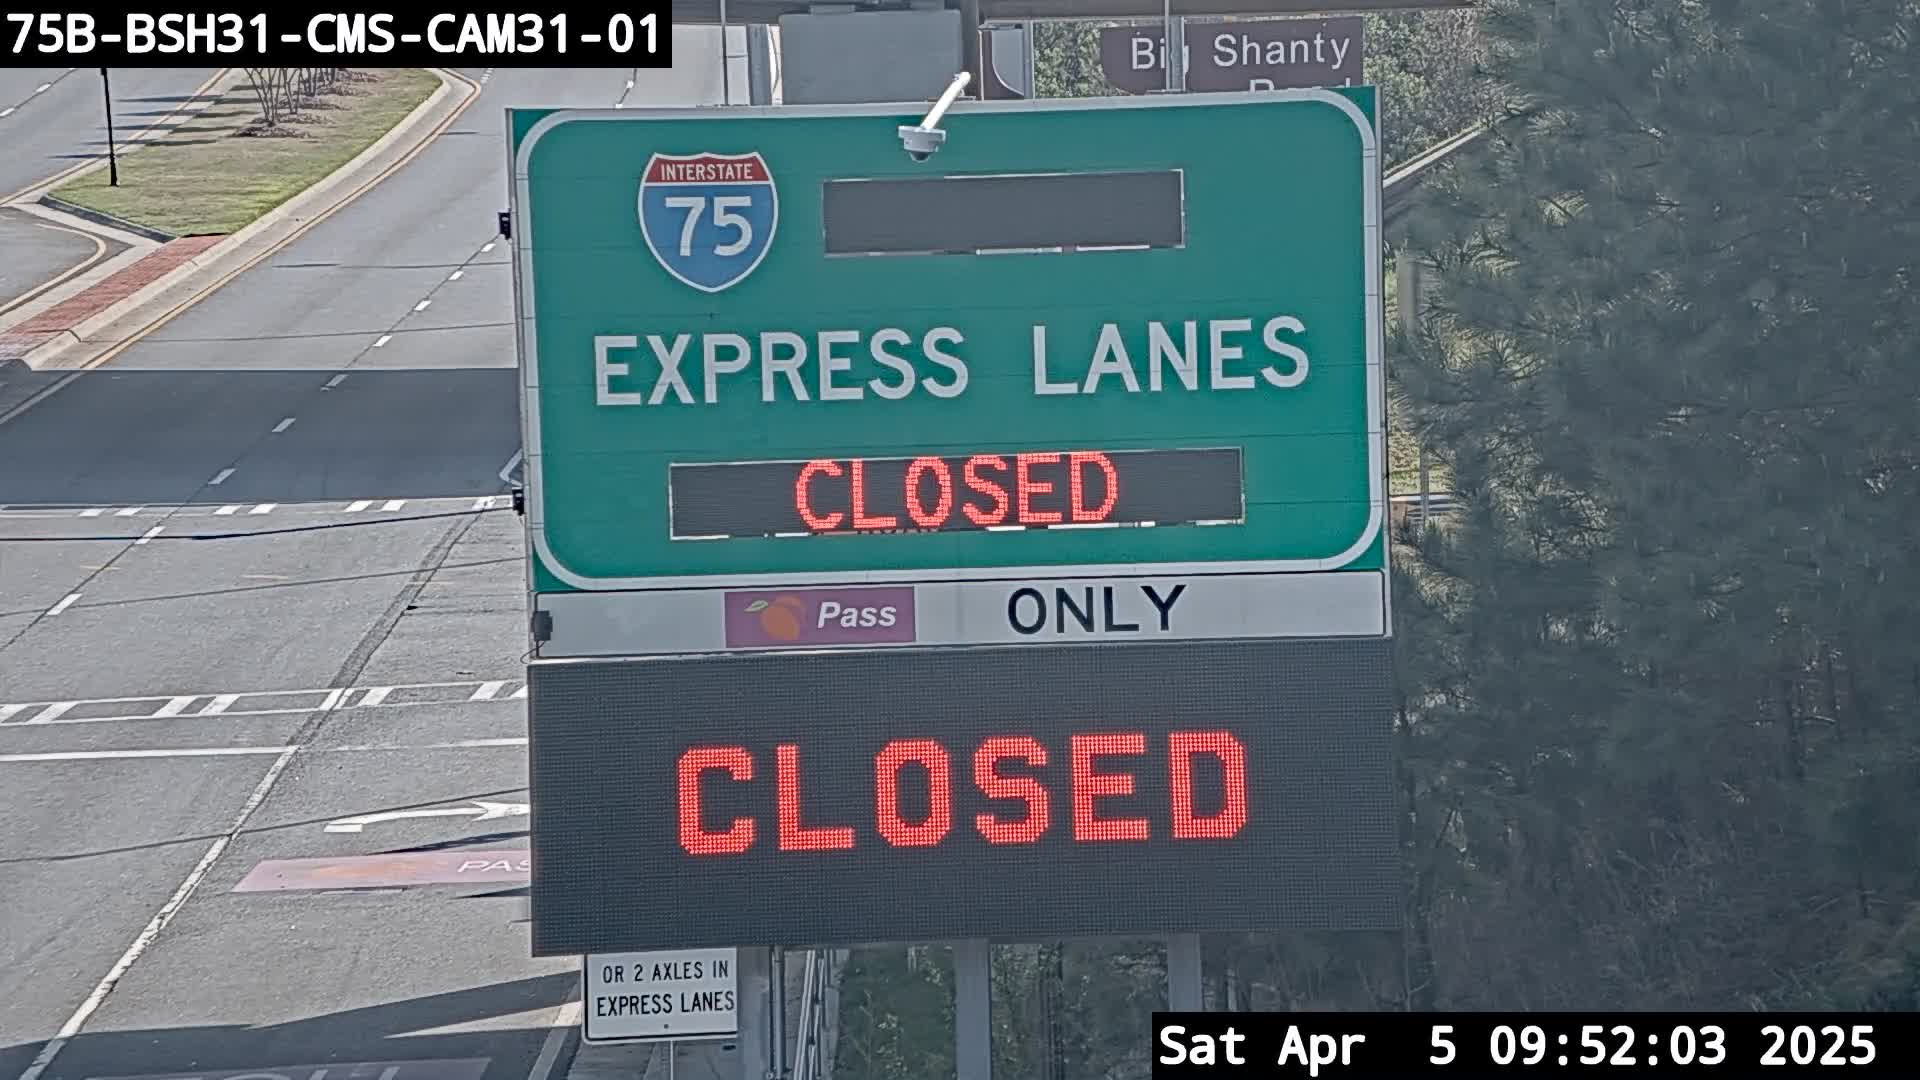 75B-BSH31-CMS-CAM31-01
Big Shanty
INTERSTATE
75
EXPRESS LANES
CLOSED
Pass ONLY
CLOSED
OR 2 AXLES IN
EXPRESS LANES
Sat Apr 5 09:52:03 2025